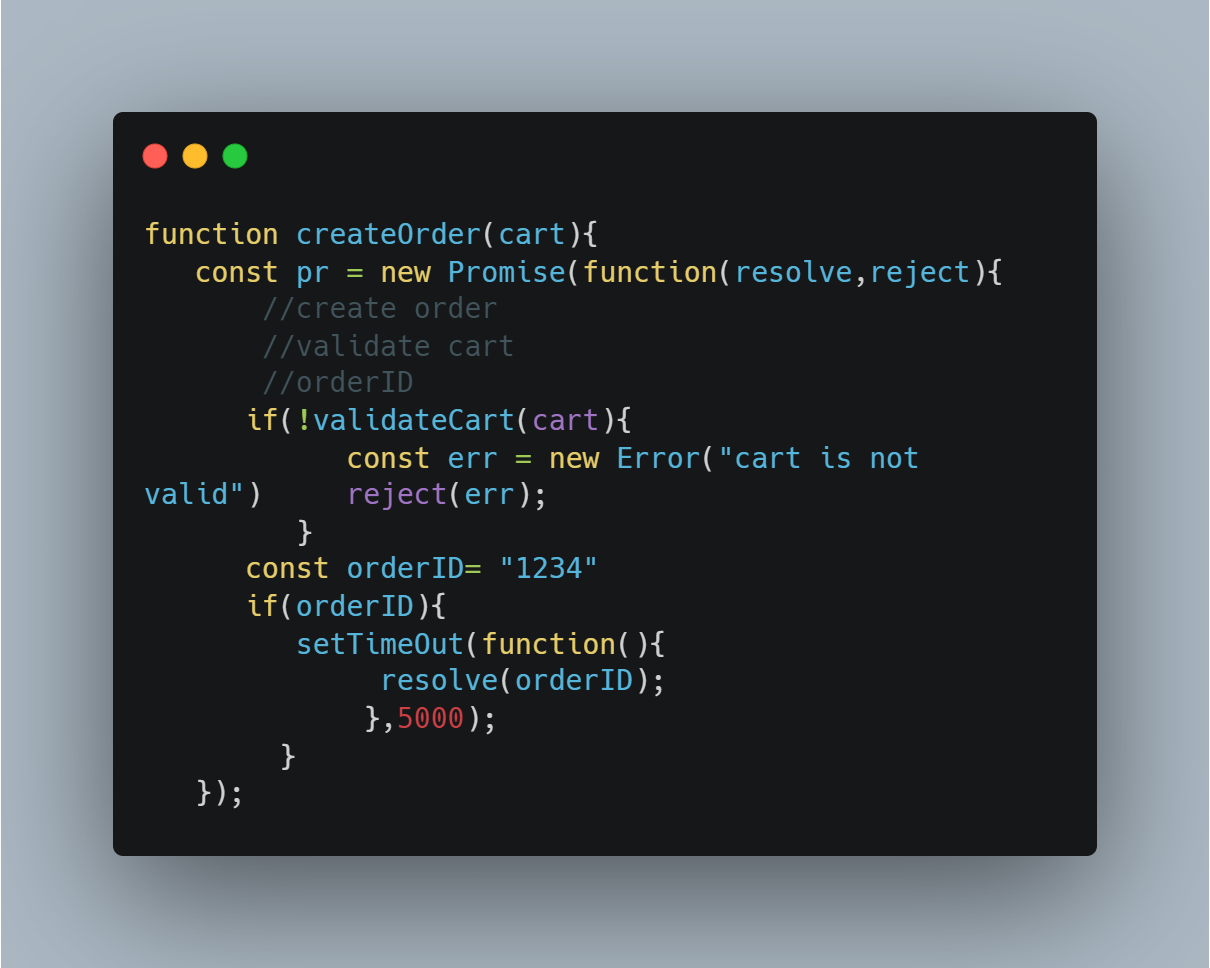 function createOrder(cart){
   const pr = new Promise(function(resolve,reject){
       //create order
       //validate cart
       //orderID
      if(!validateCart(cart){
            const err = new Error("cart is not
valid")     reject(err);
         }
      const orderID= "1234"
      if(orderID){
         setTimeOut(function(){
              resolve(orderID);
             },5000);
        }
   });